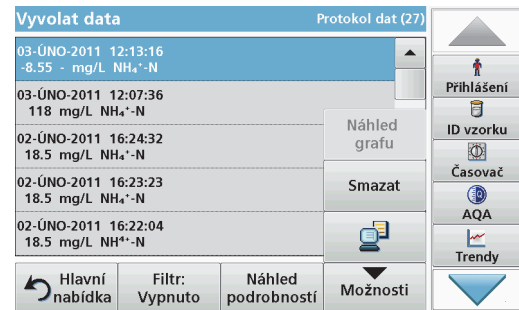 Vyvolat data
Protokol dat (27)
03-ÚNO-2011 12:13:16
-8.55 - mg/L NH₄⁺-N
03-ÚNO-2011 12:07:36
118 mg/L NH₄⁺-N
02-ÚNO-2011 16:24:32
18.5 mg/L NH₄⁺-N
02-ÚNO-2011 16:23:23
18.5 mg/L NH₄⁺-N
02-ÚNO-2011 16:22:04
18.5 mg/L NH⁴⁺-N
Náhled
grafu
Smazat
Hlavní
nabídka
Filtr:
Vypnuto
Náhled
podrobností
Možnosti
Přihlášení
ID vzorku
Časovač
AQA
Trendy